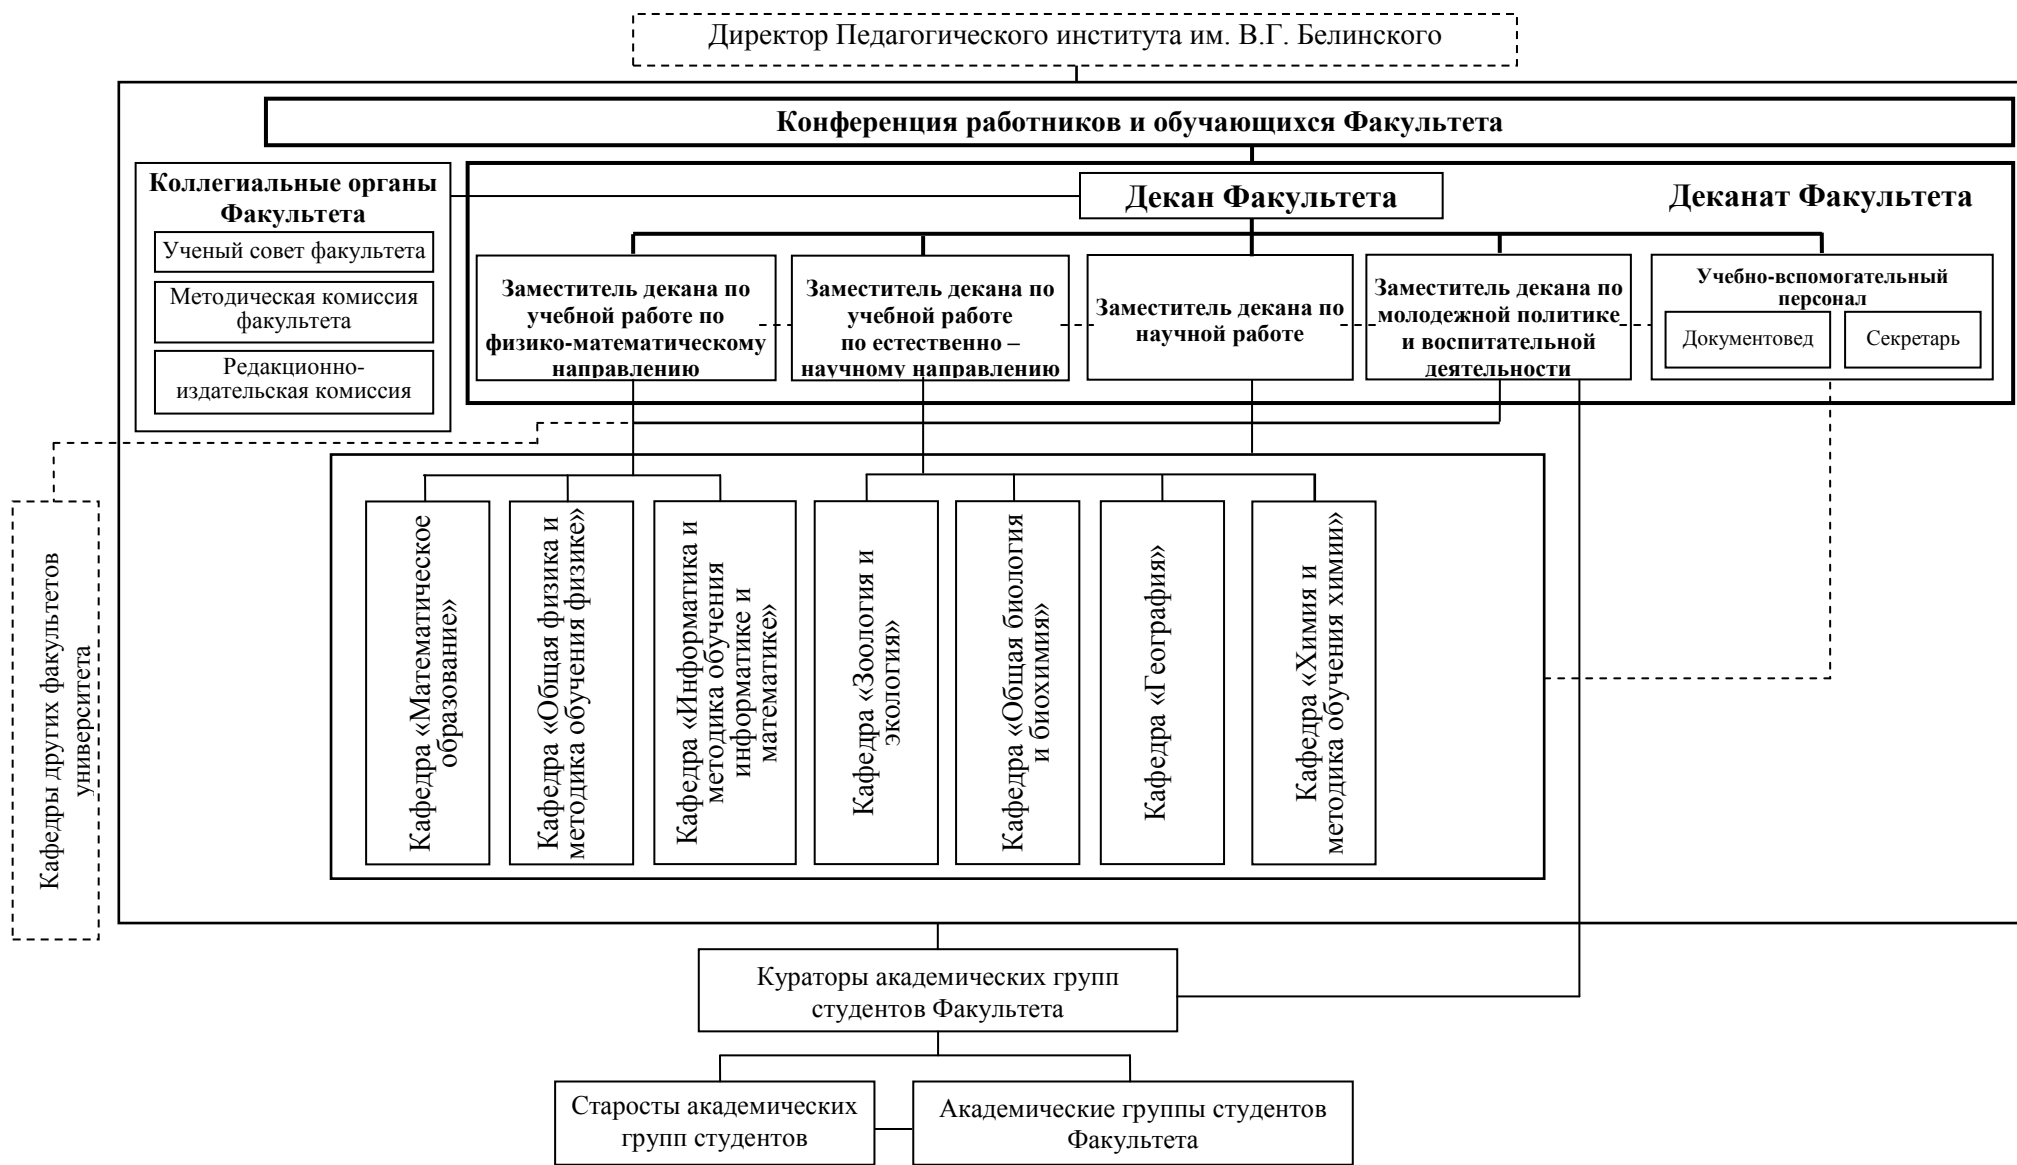 Директор Педагогического института им. В.Г. Белинского
Конференция работников и обучающихся Факультета
Коллегиальные органы
Факультета
Ученый совет факультета
Методическая комиссия
факультета
Редакционно-
издательская комиссия
Декан Факультета
Деканат Факультета
Заместитель декана по
учебной работе по
физико-математическому
направлению
Заместитель декана по
учебной работе
по естественно –
научному направлению
Заместитель декана по
научной работе
Заместитель декана по
молодежной политике
и воспитательной
деятельности
Учебно-вспомогательный
персонал
Документовед
Секретарь
Кафедры других факультетов
университета
Кафедра «Математическое
образование»
Кафедра «Общая физика и
методика обучения физике»
Кафедра «Информатика и
методика обучения
информатике и
математике»
Кафедра «Зоология и
экология»
Кафедра «Общая биология
и биохимия»
Кафедра «География»
Кафедра «Химия и
методика обучения химии»
Кураторы академических групп
студентов Факультета
Старосты академических
групп студентов
Академические группы студентов
Факультета